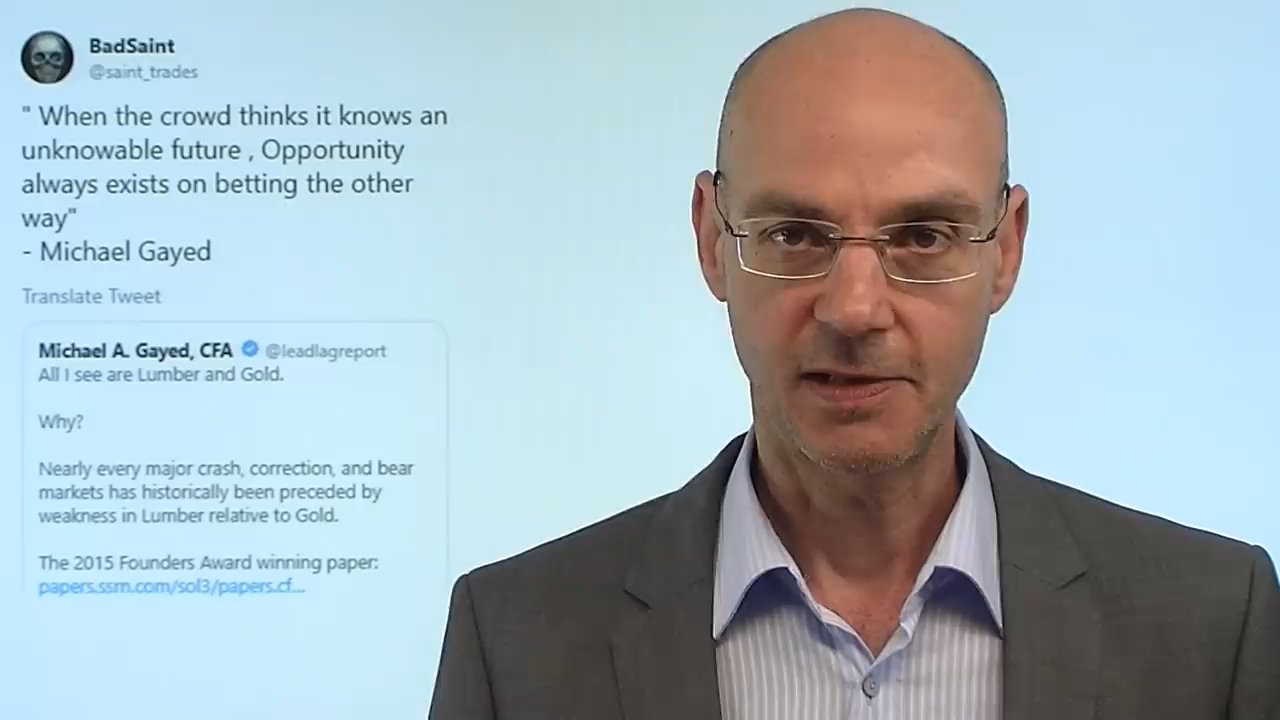 BadSaint
@saint_trades
" When the crowd thinks it knows an
unknowable future , Opportunity
always exists on betting the other
way"
- Michael Gayed
Translate Tweet
Michael A. Gayed, CFA @leadlagreport
All I see are Lumber and Gold.
Why?
Nearly every major crash, correction, and bear
markets has historically been preceded by
weakness in Lumber relative to Gold.
The 2015 Founders Award winning paper:
papers.ssrn.com/sol3/papers.cf...